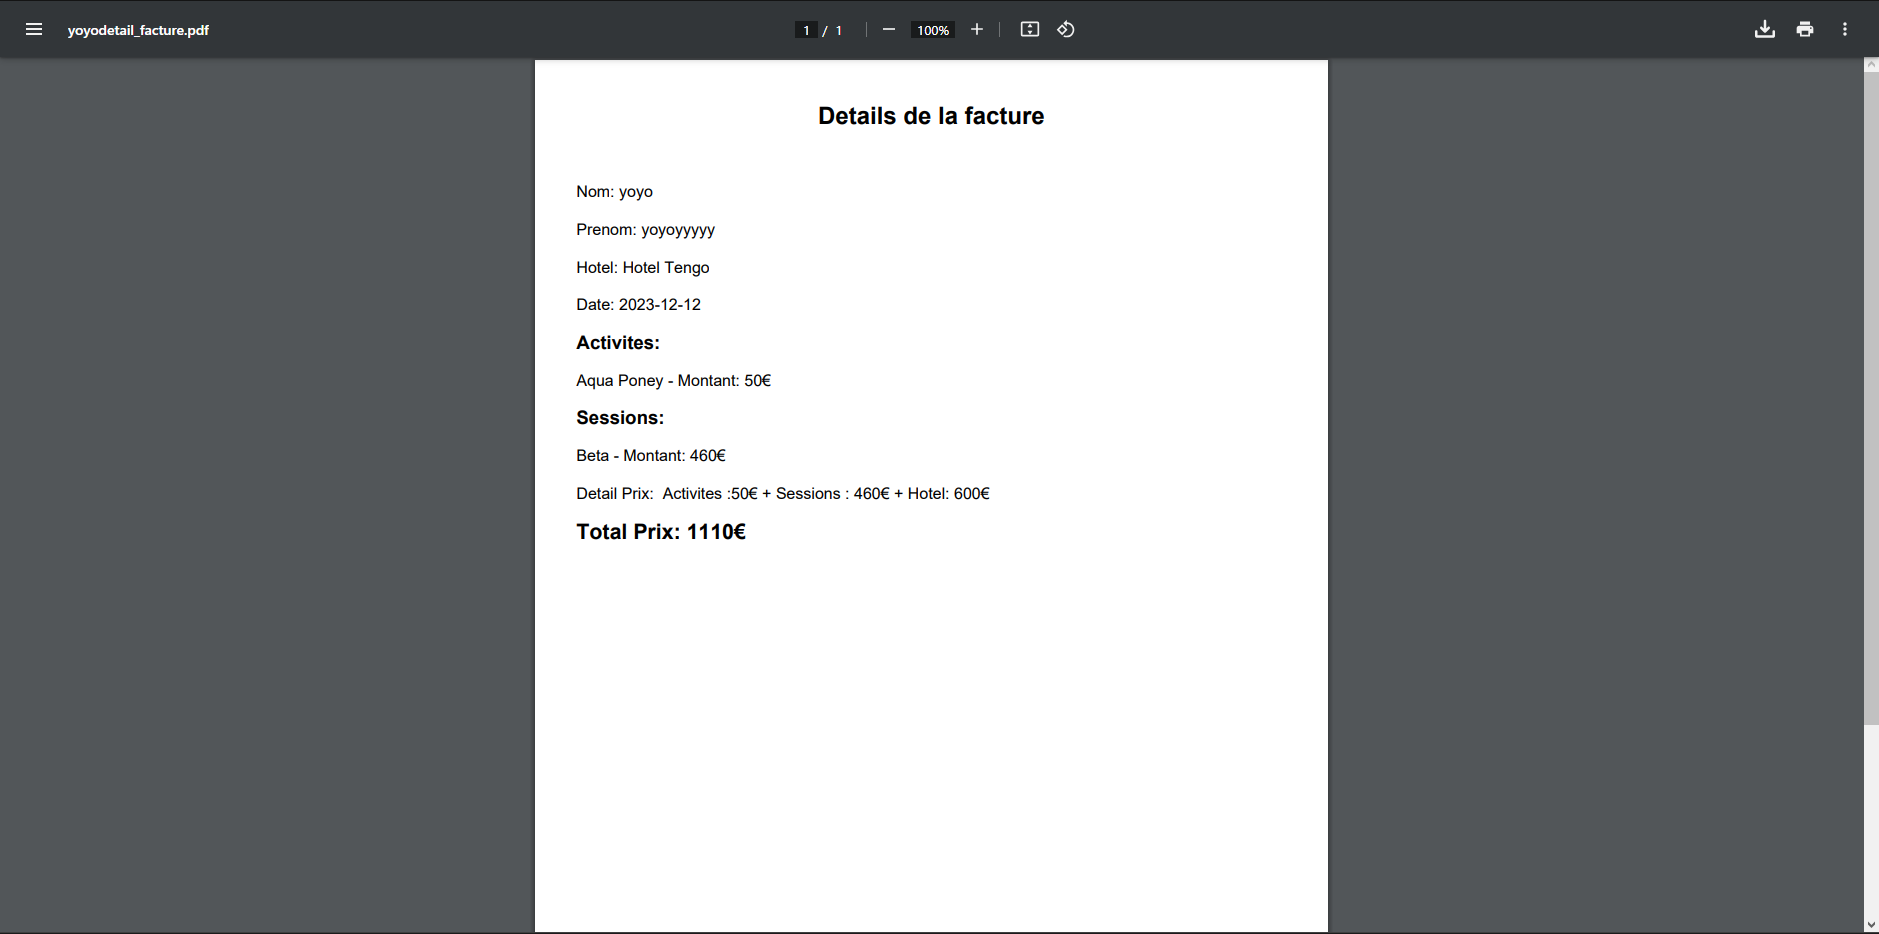 yoyodetail_facture.pdf
1 / 1
100%
Details de la facture
Nom: yoyo
Prenom: yoyoyyyyy
Hotel: Hotel Tengo
Date: 2023-12-12
Activites:
Aqua Poney - Montant: 50€
Sessions:
Beta - Montant: 460€
Detail Prix:  Activites :50€ + Sessions : 460€ + Hotel: 600€
Total Prix: 1110€